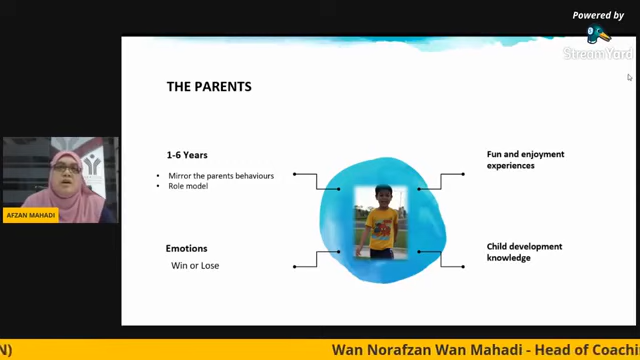 Powered by
StreamYard
THE PARENTS
1-6 Years
• Mirror the parents behaviours
• Role model
Fun and enjoyment
experiences
AFZAN MAHADI
Emotions
Win or Lose
Child development
knowledge
N)
Wan Norafzan Wan Mahadi - Head of Coachi